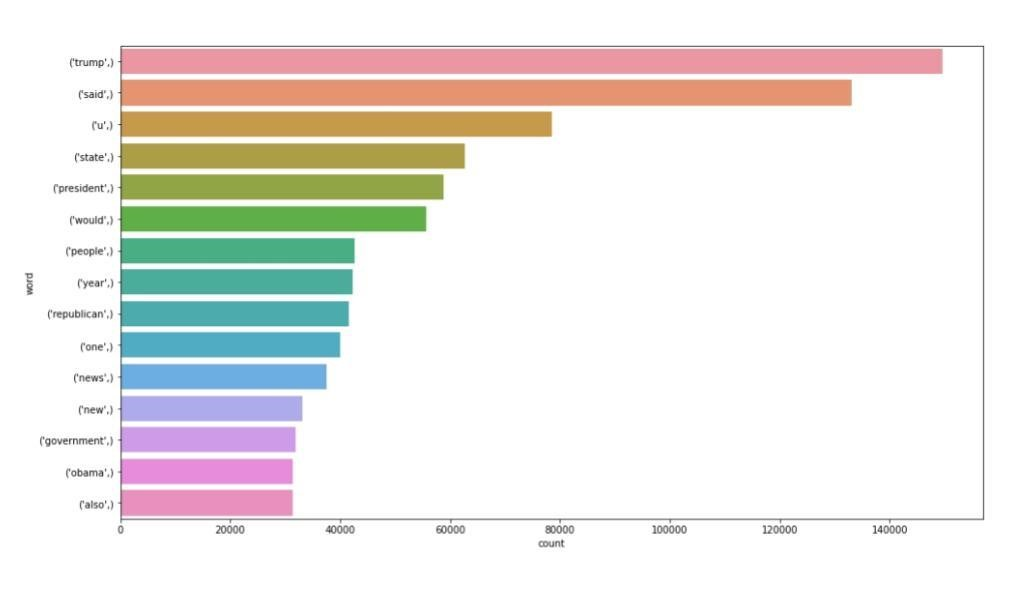 ('trump',)
('said',)
('u',)
('state',)
('president',)
('would',)
('people',)
('year',)
('republican',)
('one',)
('news',)
('new',)
('government',)
('obama',)
('also',)
word
0 20000 40000 60000 80000 100000 120000 140000
count